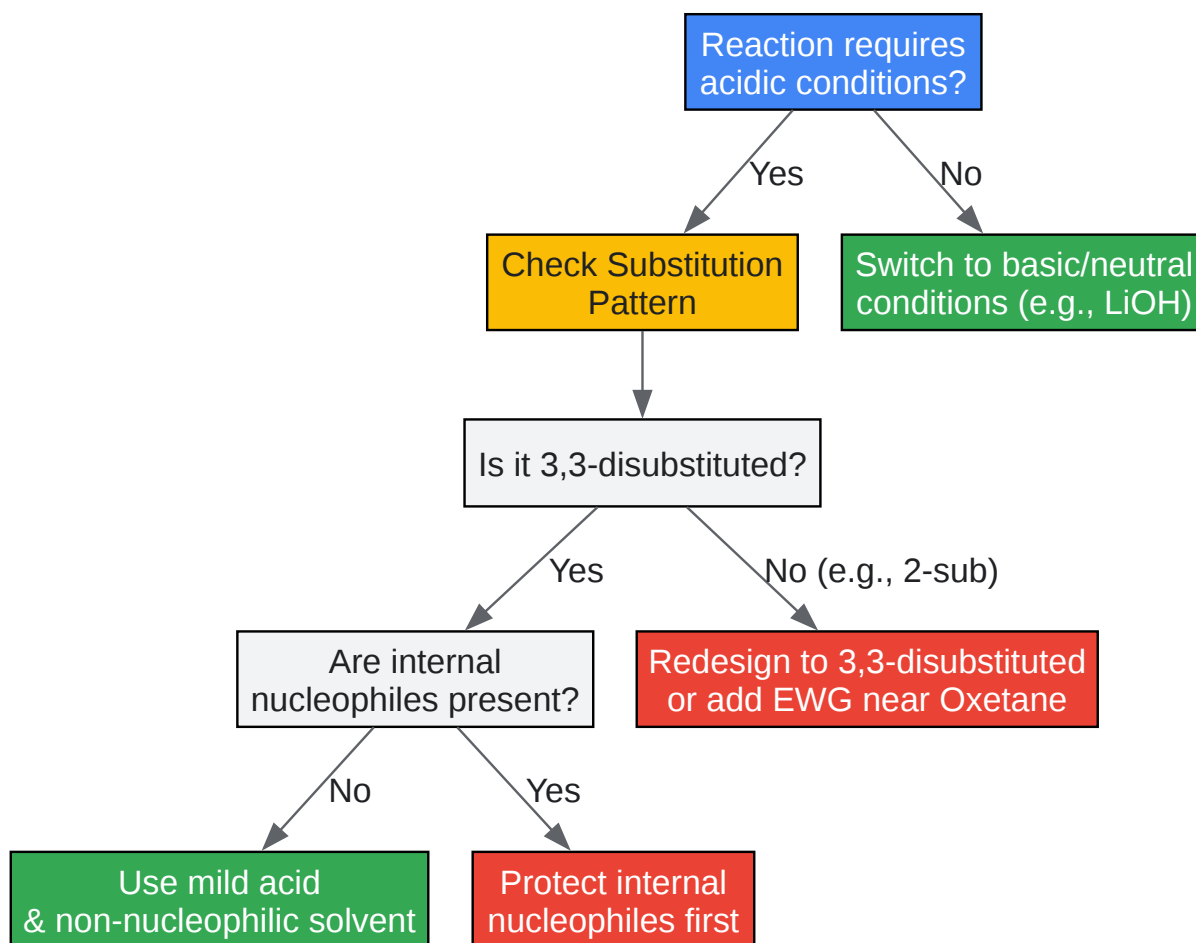 Reaction requires
acidic conditions?
Yes
No
Check Substitution
Pattern
Switch to basic/neutral
conditions (e.g., LiOH)
Is it 3,3-disubstituted?
Yes
No (e.g., 2-sub)
Are internal
nucleophiles present?
Redesign to 3,3-disubstituted
or add EWG near Oxetane
No
Yes
Use mild acid
& non-nucleophilic solvent
Protect internal
nucleophiles first